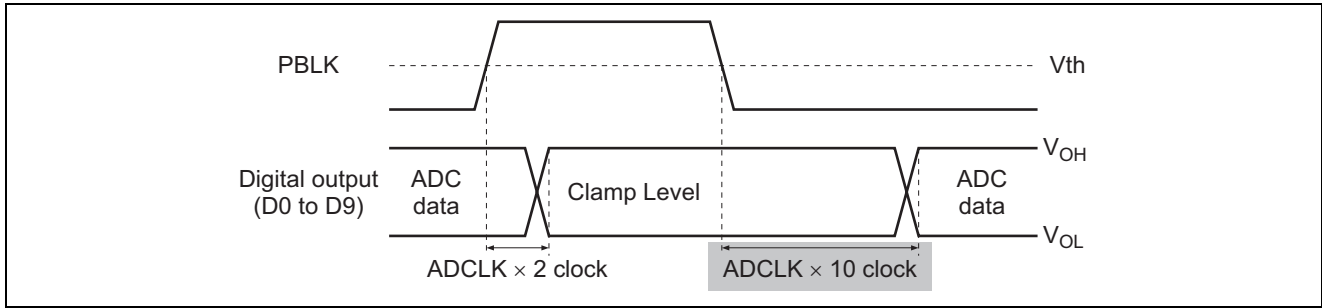 PBLK
Vth
Digital output
(D0 to D9)
ADC
data
Clamp Level
ADC
data
VOH
VOL
ADCLK × 2 clock
ADCLK × 10 clock